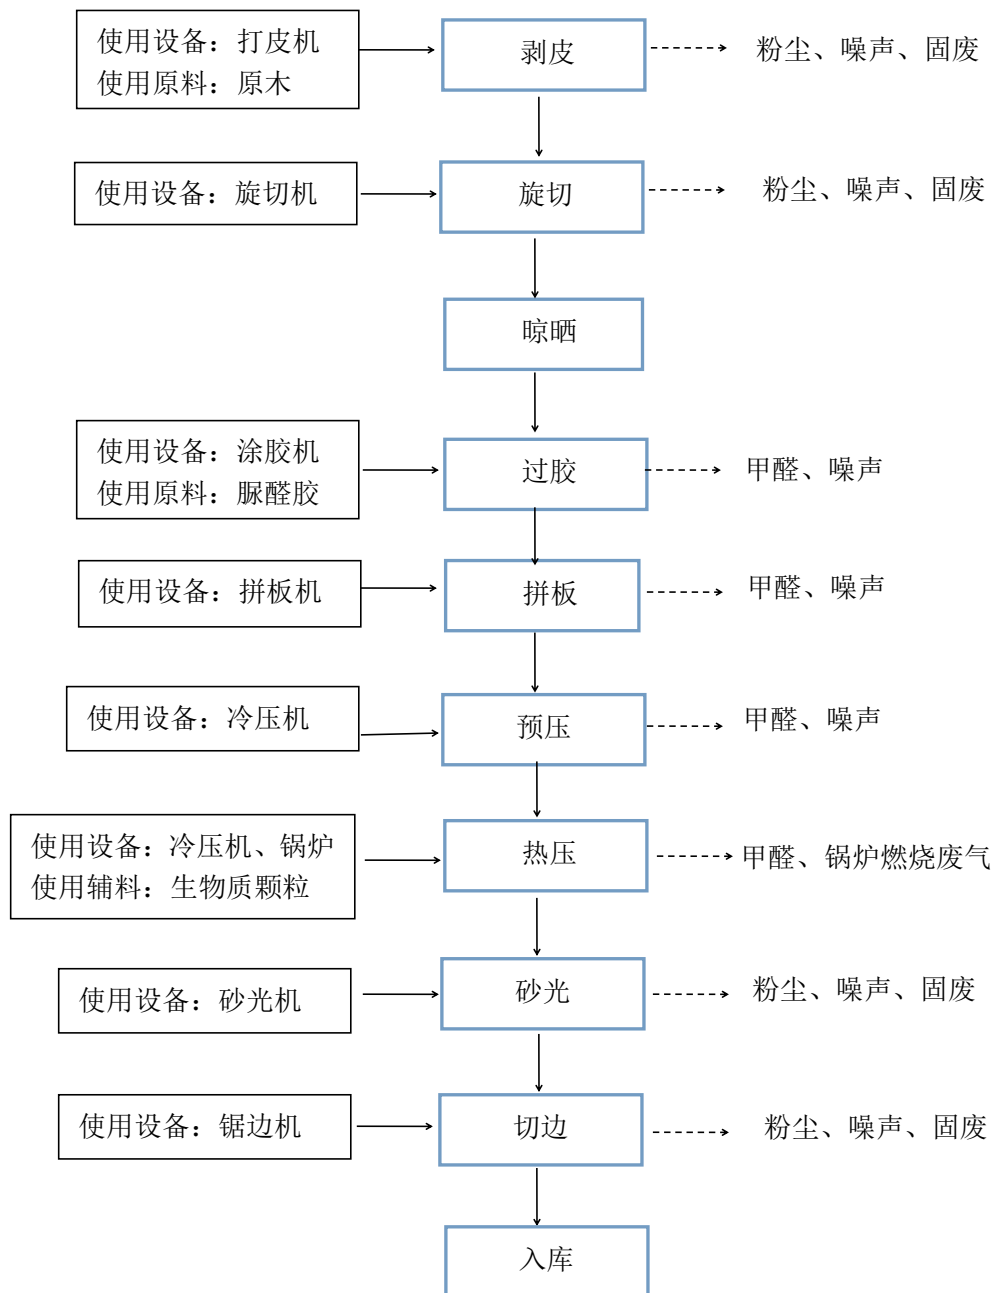 使用设备：打皮机
使用原料：原木
剥皮
粉尘、噪声、固废
使用设备：旋切机
旋切
粉尘、噪声、固废
晾晒
使用设备：涂胶机
使用原料：脲醛胶
过胶
甲醛、噪声
使用设备：拼板机
拼板
甲醛、噪声
使用设备：冷压机
预压
甲醛、噪声
使用设备：冷压机、锅炉
使用辅料：生物质颗粒
热压
甲醛、锅炉燃烧废气
使用设备：砂光机
砂光
粉尘、噪声、固废
使用设备：锯边机
切边
粉尘、噪声、固废
入库